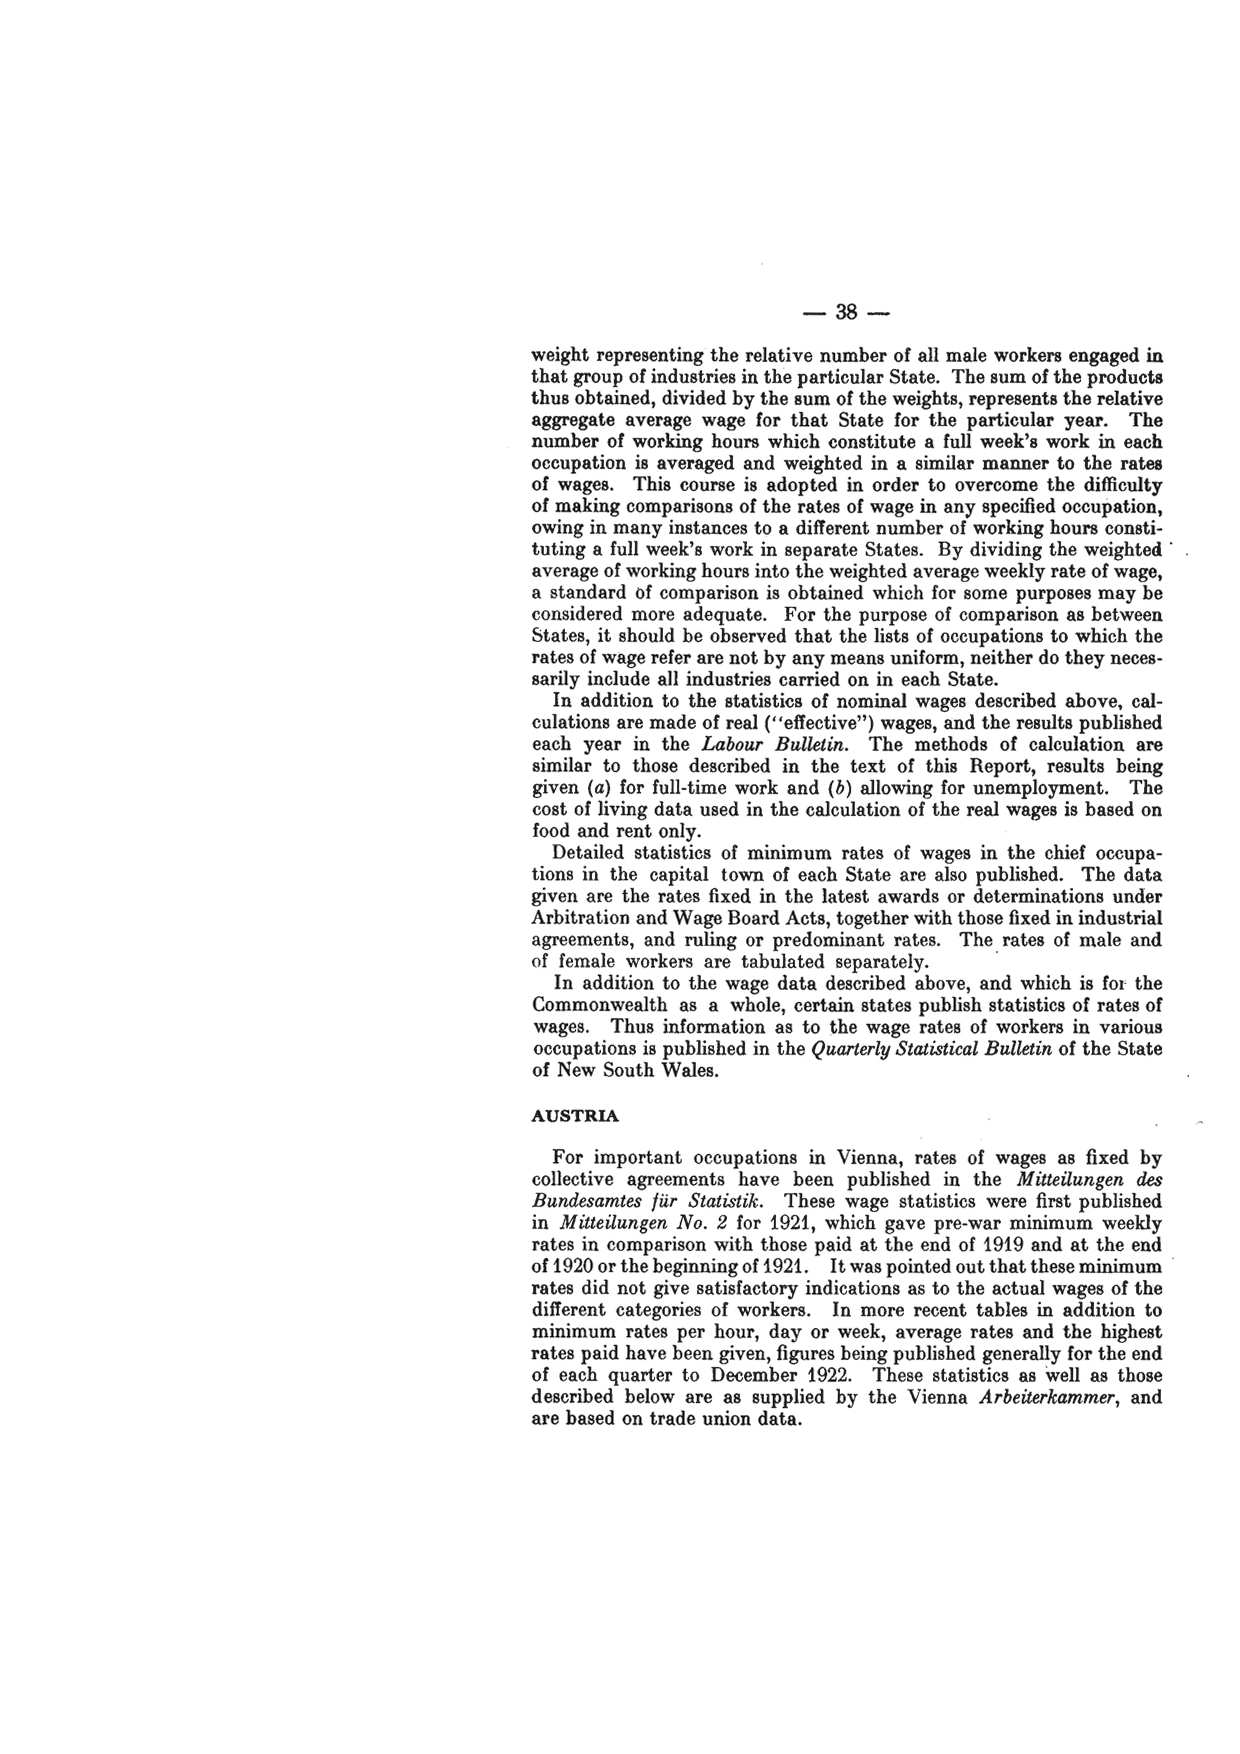 — 38 —
weight representing the relative number of all male workers engaged in
that group of industries in the particular State. The sum of the products
thus obtained, divided by the sum of the weights, represents the relative
aggregate average wage for that State for the particular year. The
number of working hours which constitute a full week's work in each
occupation is averaged and weighted in a similar manner to the rates
of wages. This course is adopted in order to overcome the difficulty
of making comparisons of the rates of wage in any specified occupation,
owing in many instances to a different number of working hours consti-
tuting a full week's work in separate States. By dividing the weighted
average of working hours into the weighted average weekly rate of wage,
a standard of comparison is obtained which for some purposes may be
considered more adequate. For the purpose of comparison as between
States, it should be observed that the lists of occupations to which the
rates of wage refer are not by any means uniform, neither do they neces-
sarily include all industries carried on in each State.
In addition to the statistics of nominal wages described above, cal-
culations are made of real ("effective") wages, and the results published
each year in the Labour Bulletin. The methods of calculation are
similar to those described in the text of this Report, results being
given (a) for full-time work and (b) allowing for unemployment. The
cost of living data used in the calculation of the real wages is based on
food and rent only.
Detailed statistics of minimum rates of wages in the chief occupa-
tions in the capital town of each State are also published. The data
given are the rates fixed in the latest awards or determinations under
Arbitration and Wage Board Acts, together with those fixed in industrial
agreements, and ruling or predominant rates. The rates of male and
of female workers are tabulated separately.
In addition to the wage data described above, and which is for the
Commonwealth as a whole, certain states publish statistics of rates of
wages. Thus information as to the wage rates of workers in various
occupations is published in the Quarterly Statistical Bulletin of the State
of New South Wales.
AUSTRIA
For important occupations in Vienna, rates of wages as fixed by
collective agreements have been published in the Mitteilungen des
Bundesamtes für Statistik. These wage statistics were first published
in Mitteilungen No. 2 for 1921, which gave pre-war minimum weekly
rates in comparison with those paid at the end of 1919 and at the end
of 1920 or the beginning of 1921. It was pointed out that these minimum
rates did not give satisfactory indications as to the actual wages of the
different categories of workers. In more recent tables in addition to
minimum rates per hour, day or week, average rates and the highest
rates paid have been given, figures being published generally for the end
of each quarter to December 1922. These statistics as well as those
described below are as supplied by the Vienna Arbeiterkammer, and
are based on trade union data.